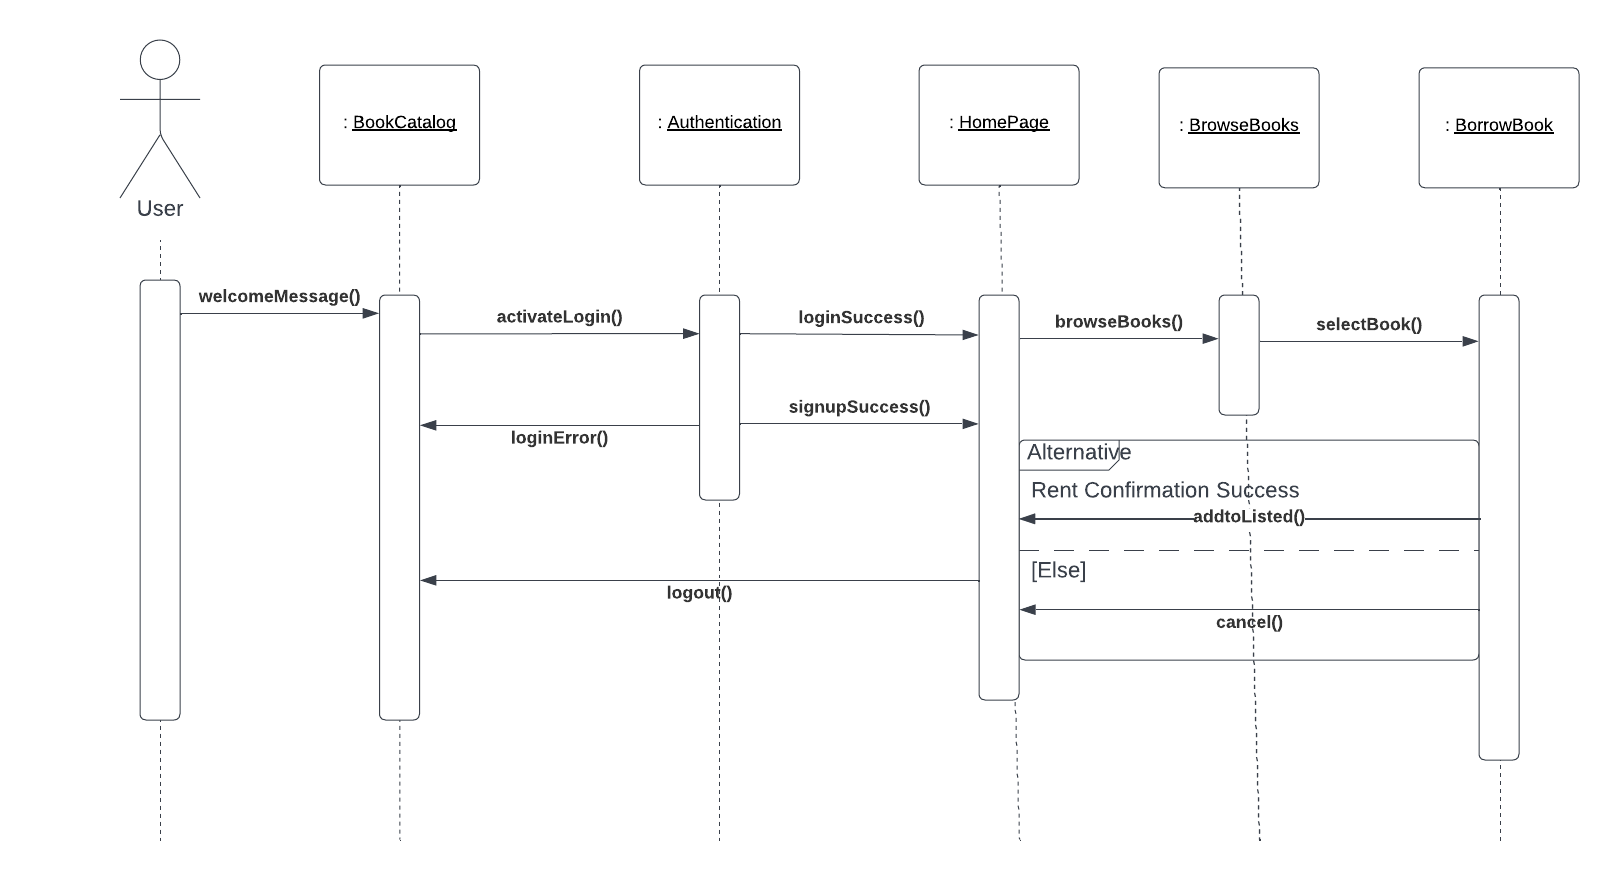 User
: BookCatalog
: Authentication
: HomePage
: BrowseBooks
: BorrowBook
welcomeMessage()
activateLogin()
loginSuccess()
browseBooks()
selectBook()
signupSuccess()
loginError()
Alternative
Rent Confirmation Success
addtoListed()
[Else]
logout()
cancel()